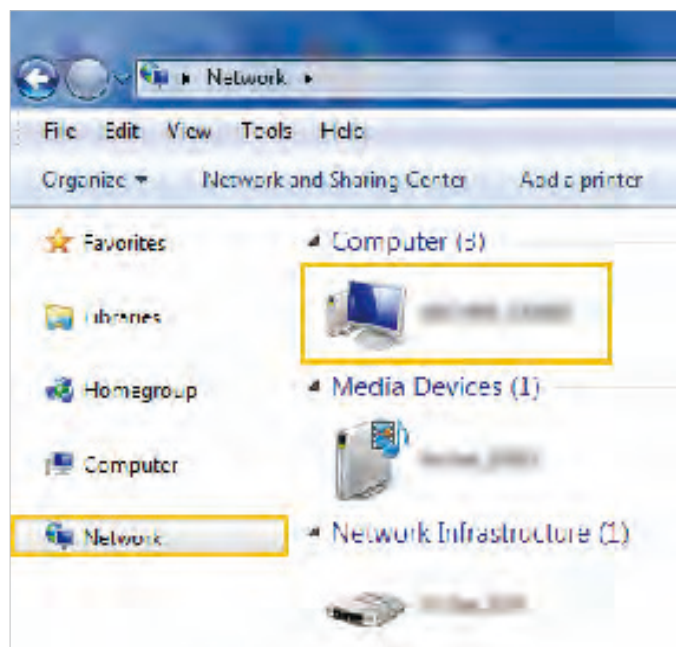 Network
File Edit View Tools Help
Organize Network and Sharing Center Add a printer
Favorites
Computer (3)
Libraries
Homegroup
Media Devices (1)
Computer
Network
Network Infrastructure (1)